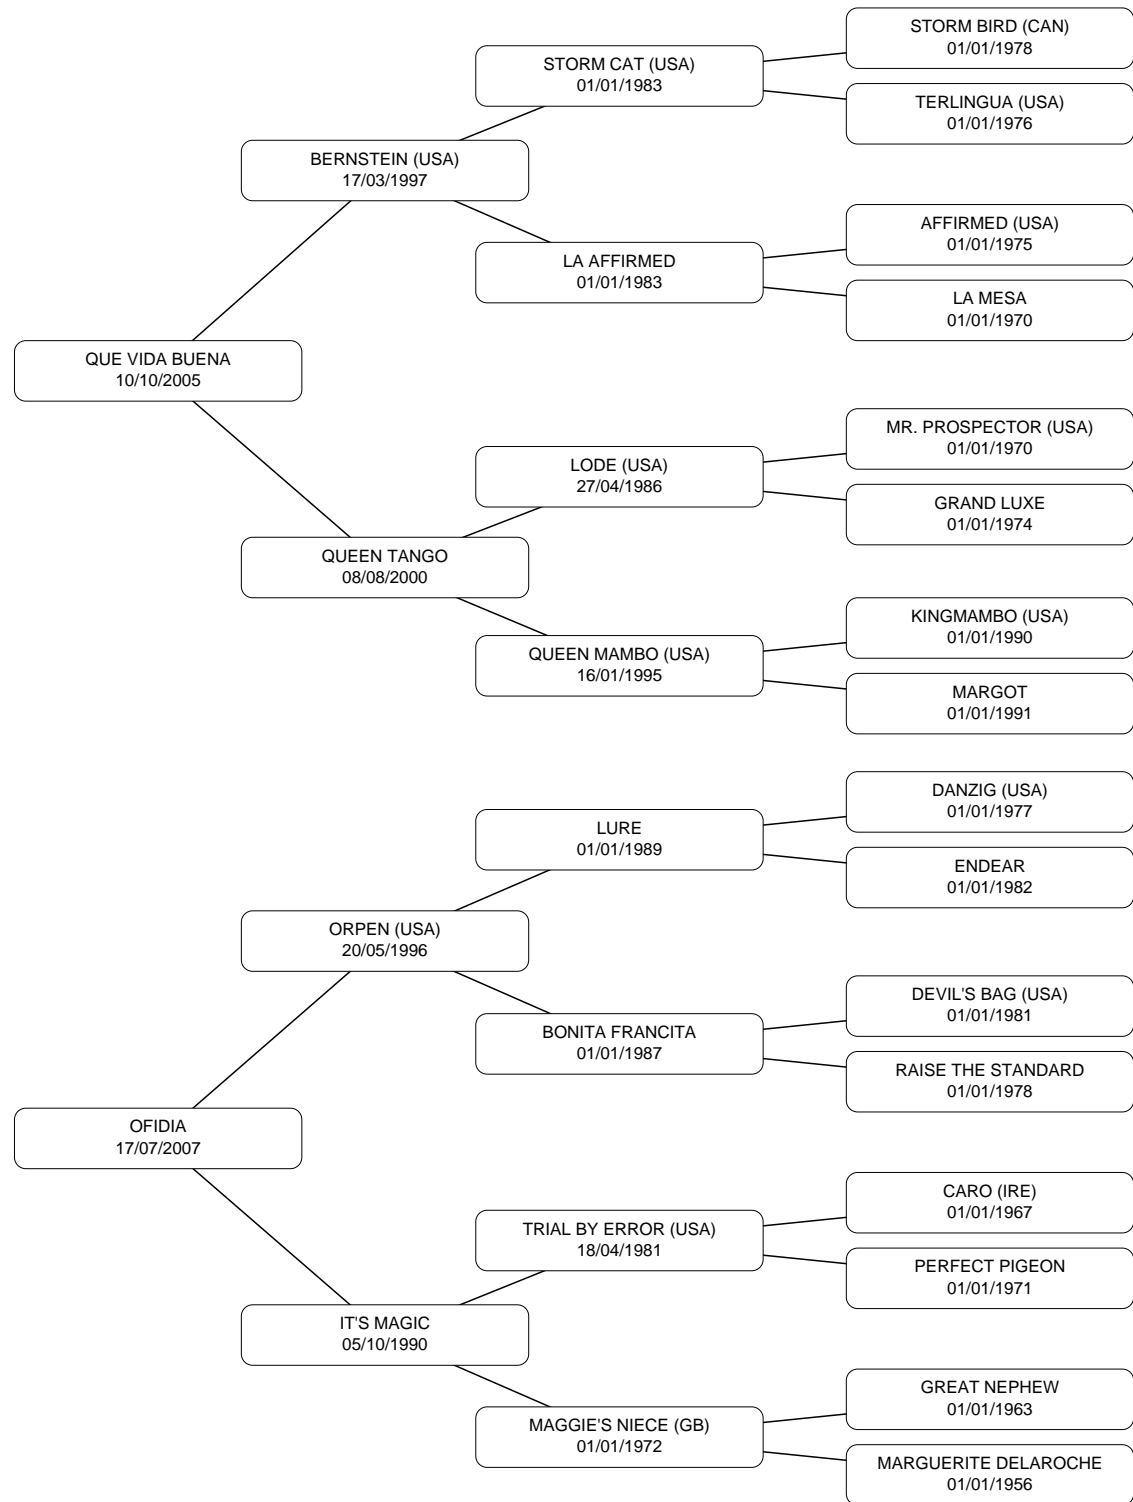 STORM BIRD (CAN)
01/01/1978
STORM CAT (USA)
01/01/1983
TERLINGUA (USA)
01/01/1976
BERNSTEIN (USA)
17/03/1997
AFFIRMED (USA)
01/01/1975
LA AFFIRMED
01/01/1983
LA MESA
01/01/1970
QUE VIDA BUENA
10/10/2005
MR. PROSPECTOR (USA)
01/01/1970
LODE (USA)
27/04/1986
GRAND LUXE
01/01/1974
QUEEN TANGO
08/08/2000
KINGMAMBO (USA)
01/01/1990
QUEEN MAMBO (USA)
16/01/1995
MARGOT
01/01/1991
DANZIG (USA)
01/01/1977
LURE
01/01/1989
ENDEAR
01/01/1982
ORPEN (USA)
20/05/1996
DEVIL'S BAG (USA)
01/01/1981
BONITA FRANCITA
01/01/1987
RAISE THE STANDARD
01/01/1978
OFIDIA
17/07/2007
CARO (IRE)
01/01/1967
TRIAL BY ERROR (USA)
18/04/1981
PERFECT PIGEON
01/01/1971
IT'S MAGIC
05/10/1990
GREAT NEPHEW
01/01/1963
MAGGIE'S NIECE (GB)
01/01/1972
MARGUERITE DELAROCHE
01/01/1956